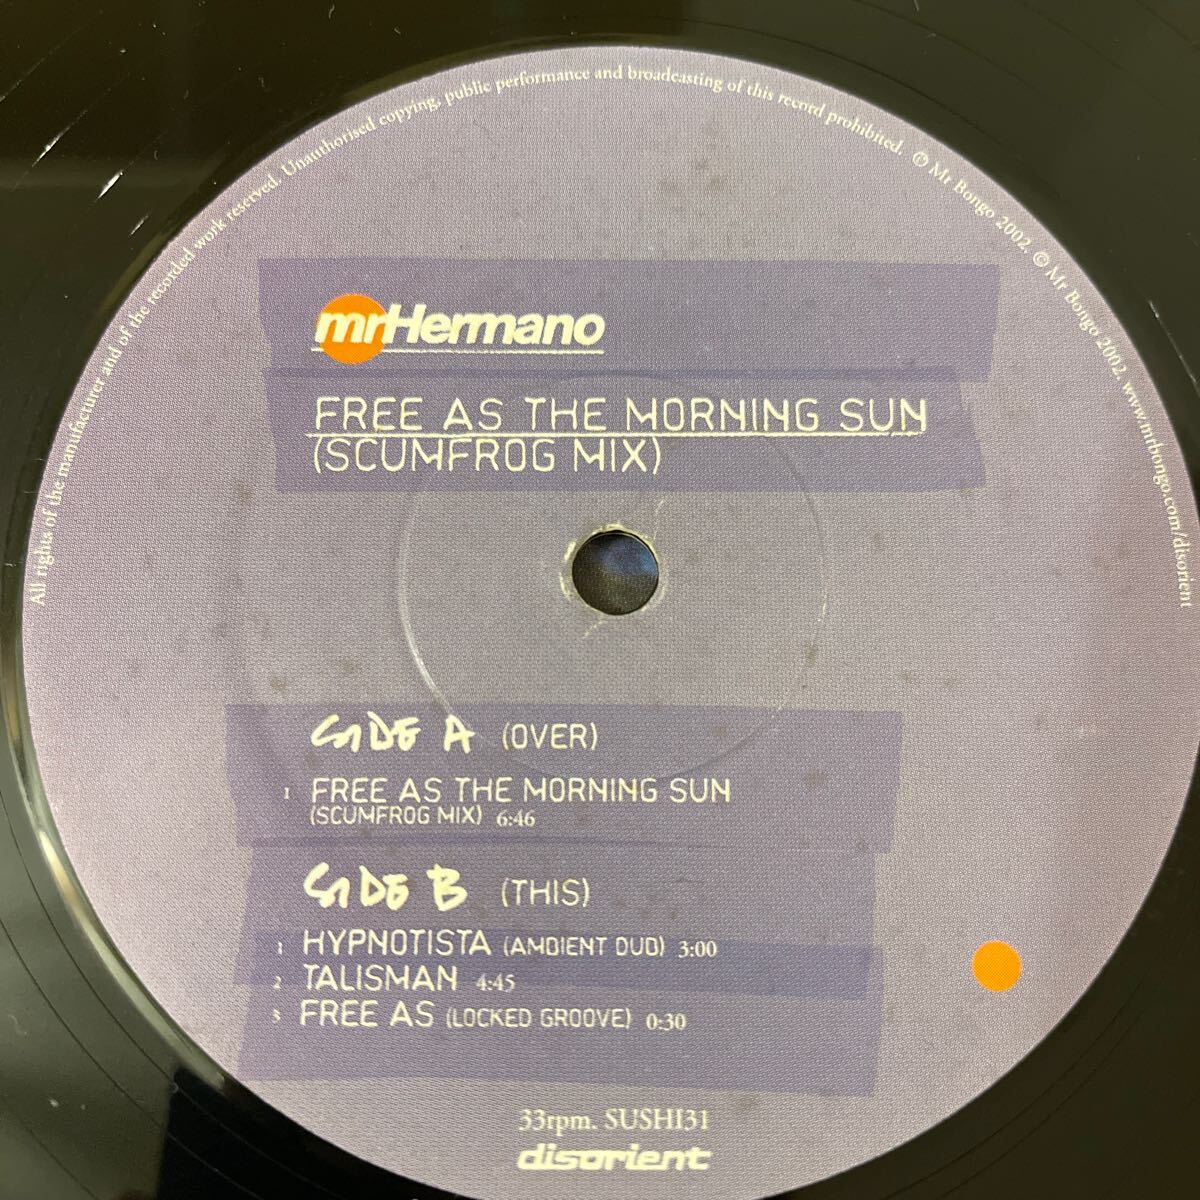 All rights of the manufacturer and of the recorded work reserved. Unauthorised copying, public performance and broadcasting of this record prohibited. ℗ Mr Bongo 2002. © Mr Bongo 2002. www.mrbongo.com/disorient
mrHermano
FREE AS THE MORNING SUN
(SCUMFROG MIX)
SIDE A (OVER)
1 FREE AS THE MORNING SUN
(SCUMFROG MIX) 6:46
SIDE B (THIS)
1 HYPNOTISTA (AMBIENT DUB) 3:00
2 TALISMAN 4:45
3 FREE AS (LOCKED GROOVE) 0:30
33rpm. SUSHI31
disorient